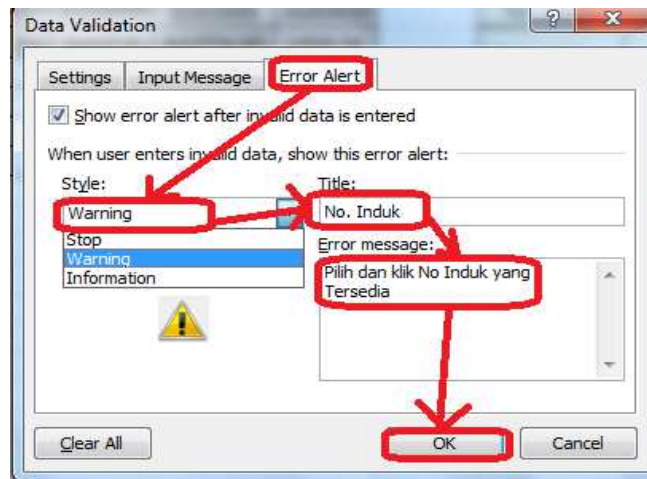 Data Validation
Settings
Input Message
Error Alert
Show error alert after invalid data is entered
When user enters invalid data, show this error alert:
Style:
Warning
Stop
Warning
Information
Title:
No. Induk
Error message:
Pilih dan klik No Induk yang
Tersedia
Clear All
OK
Cancel